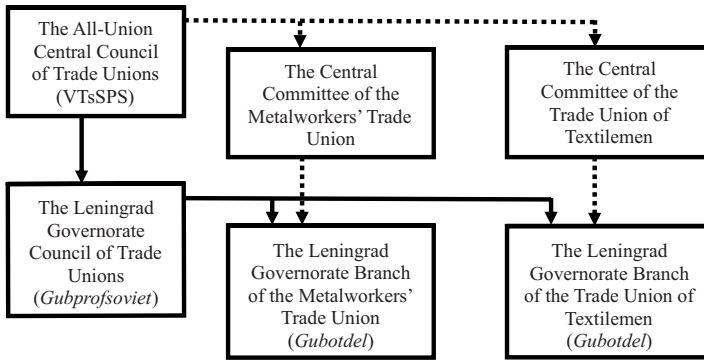 The All-Union
Central Council
of Trade Unions
(VTsSPS)
The Central
Committee of the
Metalworkers’ Trade
Union
The Central
Committee of the
Trade Union of
Textilemen
The Leningrad
Governorate
Council of Trade
Unions
(Gubprofsoviet)
The Leningrad
Governorate Branch
of the Metalworkers’
Trade Union
(Gubotdel)
The Leningrad
Governorate Branch
of the Trade Union of
Textilemen
(Gubotdel)